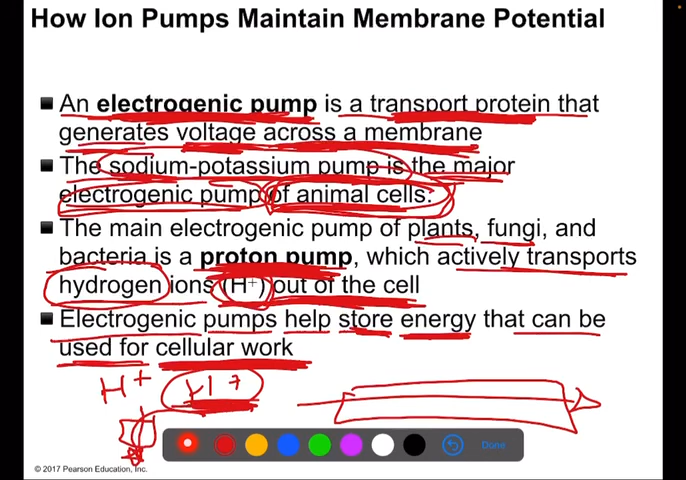 How Ion Pumps Maintain Membrane Potential
■ An electrogenic pump is a transport protein that
generates voltage across a membrane
■ The sodium-potassium pump is the major
electrogenic pump of animal cells.
■ The main electrogenic pump of plants, fungi, and
bacteria is a proton pump, which actively transports
hydrogen ions (H+) out of the cell
■ Electrogenic pumps help store energy that can be
used for cellular work
H+ H+
Done
© 2017 Pearson Education, Inc.